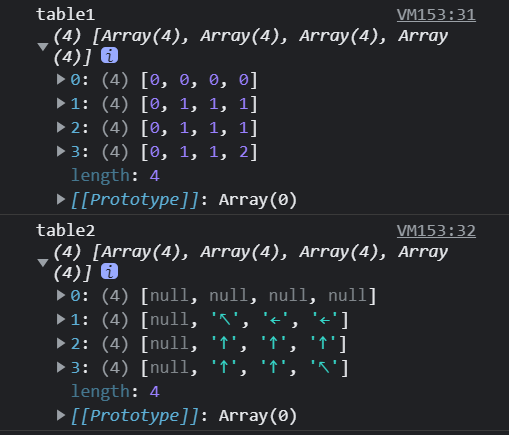 table1 VM153:31
(4) [Array(4), Array(4), Array(4), Array
(4)] i
0: (4) [0, 0, 0, 0]
1: (4) [0, 1, 1, 1]
2: (4) [0, 1, 1, 1]
3: (4) [0, 1, 1, 2]
length: 4
[[Prototype]]: Array(0)
table2 VM153:32
(4) [Array(4), Array(4), Array(4), Array
(4)] i
0: (4) [null, null, null, null]
1: (4) [null, '↖', '←', '←']
2: (4) [null, '↑', '↑', '↑']
3: (4) [null, '↑', '↑', '↖']
length: 4
[[Prototype]]: Array(0)